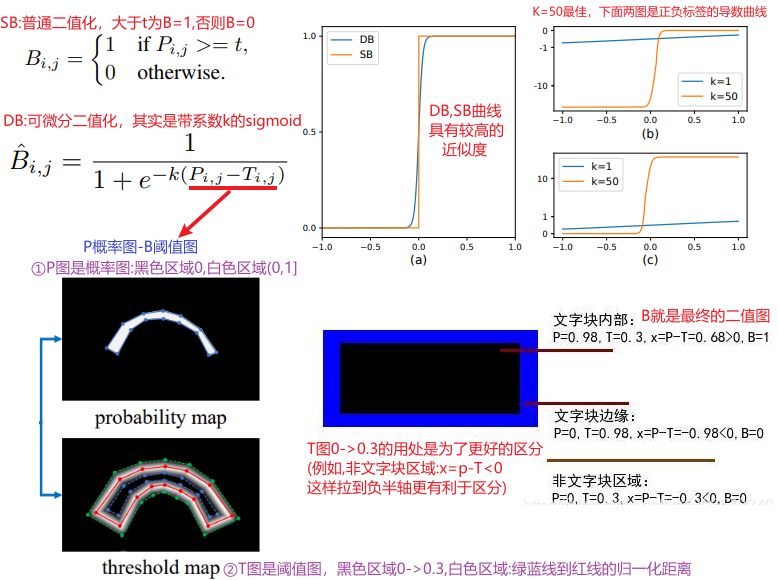 SB:普通二值化，大于t为B=1,否则B=0
B_{i,j} = { 1 if P_{i,j} >= t,
0 otherwise.
DB:可微分二值化，其实是带系数k的sigmoid
B̂_{i,j} = 1 / (1 + e^{-k(P_{i,j}-T_{i,j})})
P概率图-B阈值图
①P图是概率图:黑色区域0,白色区域(0,1]
probability map
threshold map
②T图是阈值图，黑色区域0->0.3,白色区域:绿蓝线到红线的归一化距离
DB
SB
DB,SB曲线
具有较高的
近似度
1.0
0.5
0.0
-1.0 -0.5 0.0 0.5 1.0
(a)
K=50最佳，下面两图是正负标签的导数曲线
0
-1
-10
k=1
k=50
-1.0 -0.5 0.0 0.5 1.0
(b)
k=1
k=50
10
1
0
-1.0 -0.5 0.0 0.5 1.0
(c)
T图0->0.3的用处是为了更好的区分
(例如,非文字块区域:x=p-T<0
这样拉到负半轴更有利于区分)
文字块内部：
B就是最终的二值图
P=0.98,T=0.3,x=P-T=0.68>0,B=1
文字块边缘：
P=0,T=0.98,x=P-T=-0.98<0,B=0
非文字块区域：
P=0,T=0.3,x=P-T=-0.3<0,B=0